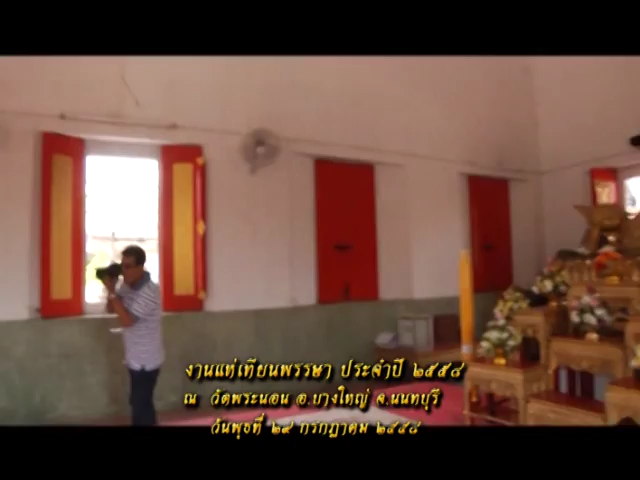 งานแห่เทียนพรรษา ประจำปี ๒๕๕๘
ณ วัดพระนอน อ.บางใหญ่ จ.นนทบุรี
วันพุธที่ ๒๙ กรกฎาคม ๒๕๕๘